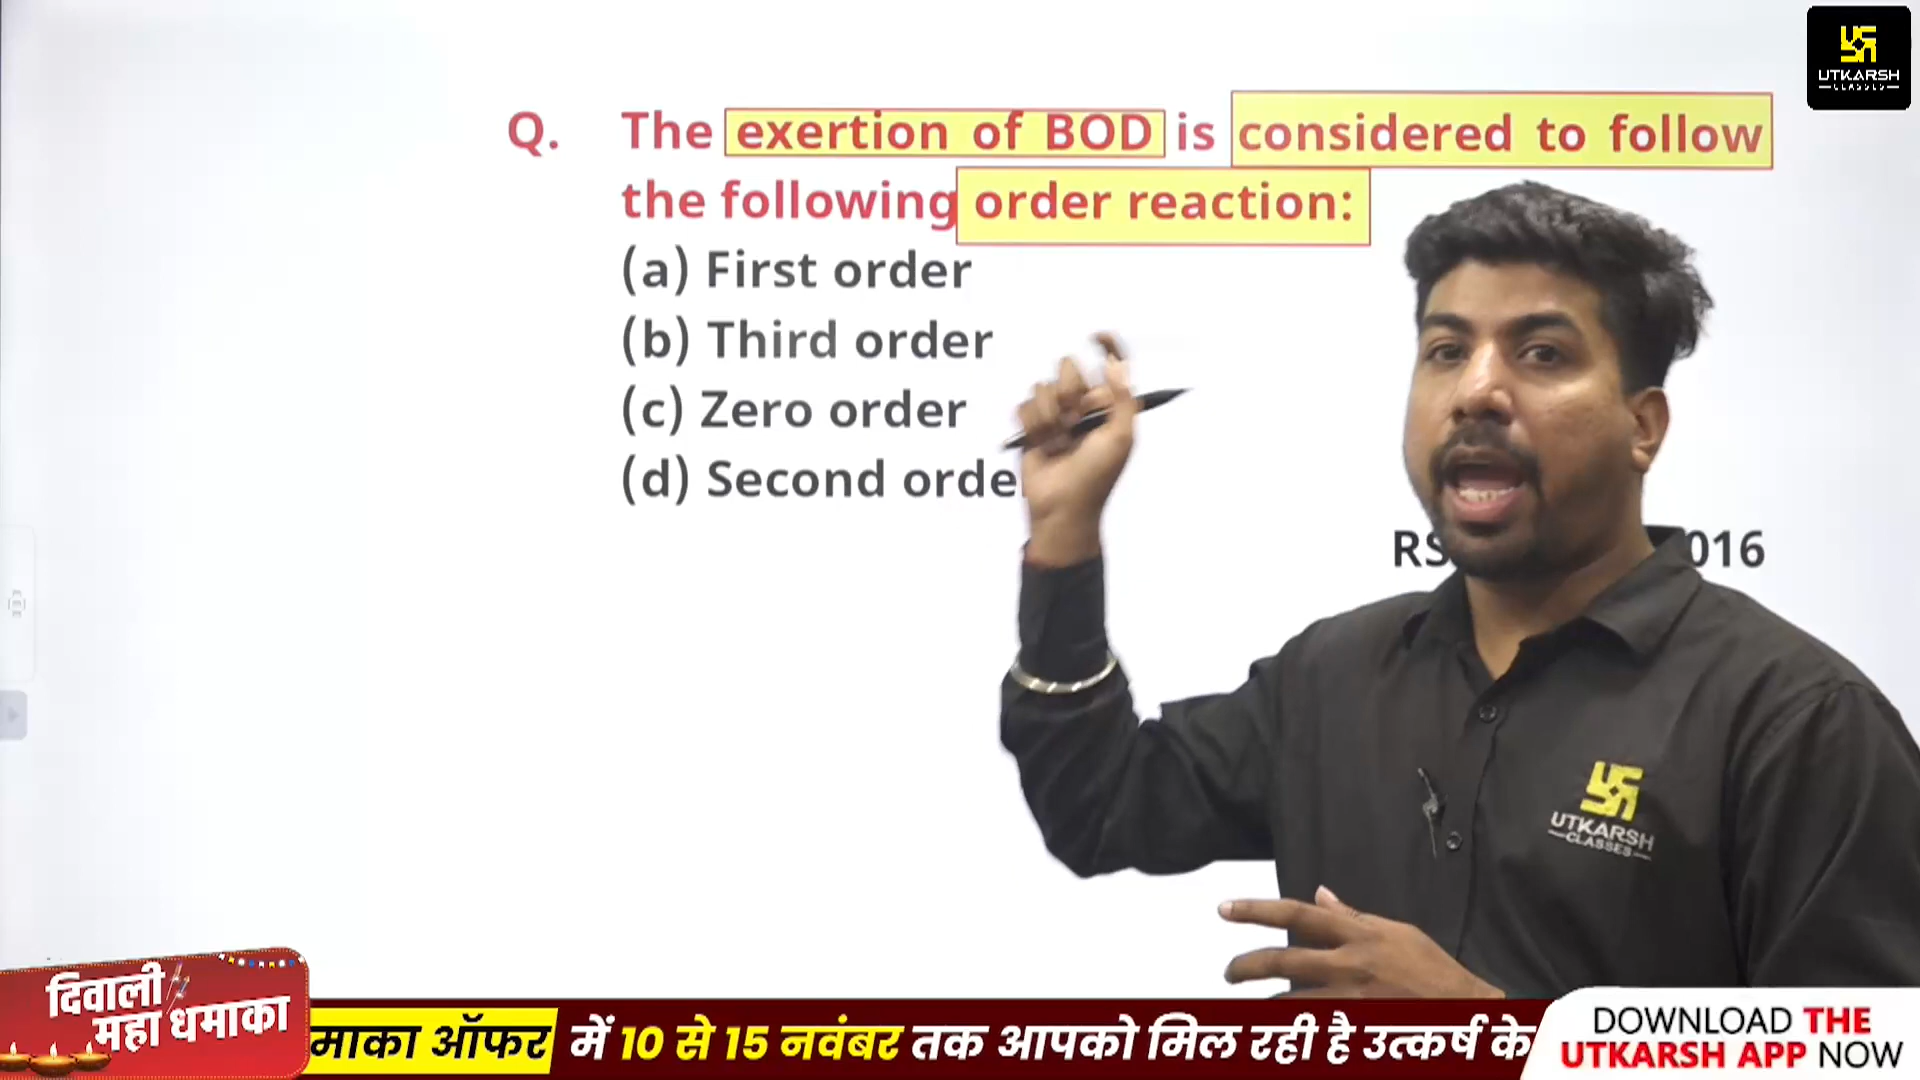 UTKARSH
CLASSES
Q. The exertion of BOD is considered to follow
the following order reaction:
(a) First order
(b) Third order
(c) Zero order
(d) Second orde
RS 016
UTKARSH
CLASSES
दिवाली
महा धमाका
माका ऑफर में 10 से 15 नवंबर तक आपको मिल रही है उत्कर्ष के
DOWNLOAD THE
UTKARSH APP NOW